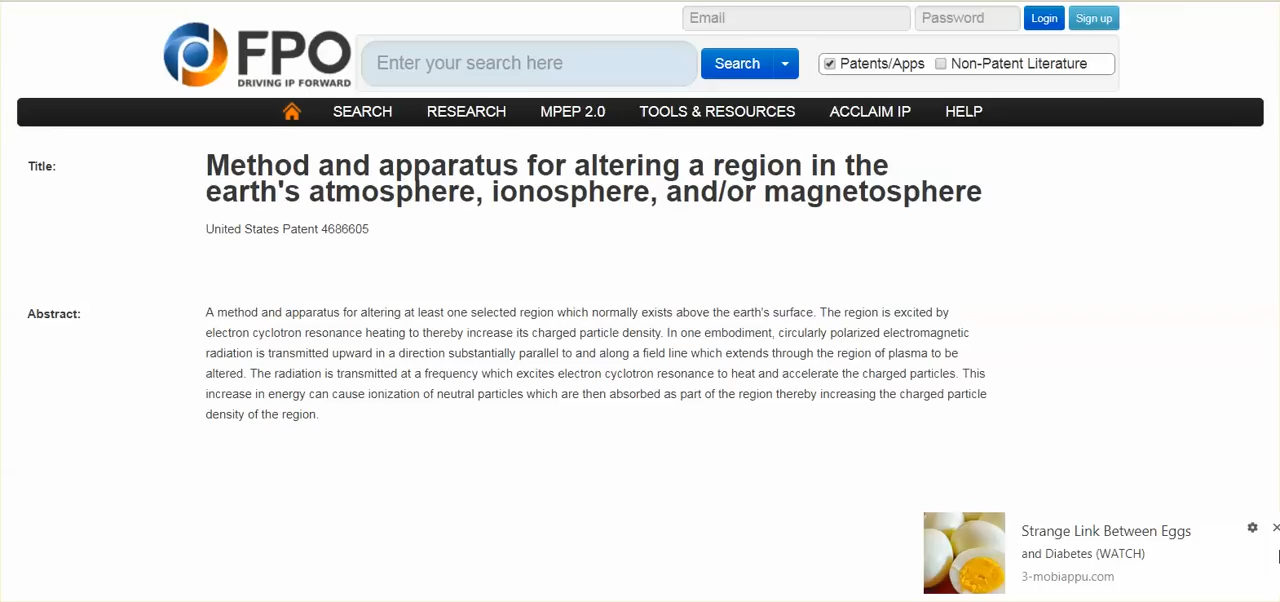 Email
Password
Login
Sign up
FPO
DRIVING IP FORWARD
Enter your search here
Search
Patents/Apps
Non-Patent Literature
SEARCH
RESEARCH
MPEP 2.0
TOOLS & RESOURCES
ACCLAIM IP
HELP
Title:
Method and apparatus for altering a region in the
earth's atmosphere, ionosphere, and/or magnetosphere
United States Patent 4686605
Abstract:
A method and apparatus for altering at least one selected region which normally exists above the earth's surface. The region is excited by
electron cyclotron resonance heating to thereby increase its charged particle density. In one embodiment, circularly polarized electromagnetic
radiation is transmitted upward in a direction substantially parallel to and along a field line which extends through the region of plasma to be
altered. The radiation is transmitted at a frequency which excites electron cyclotron resonance to heat and accelerate the charged particles. This
increase in energy can cause ionization of neutral particles which are then absorbed as part of the region thereby increasing the charged particle
density of the region.
Strange Link Between Eggs
and Diabetes (WATCH)
3-mobiappu.com